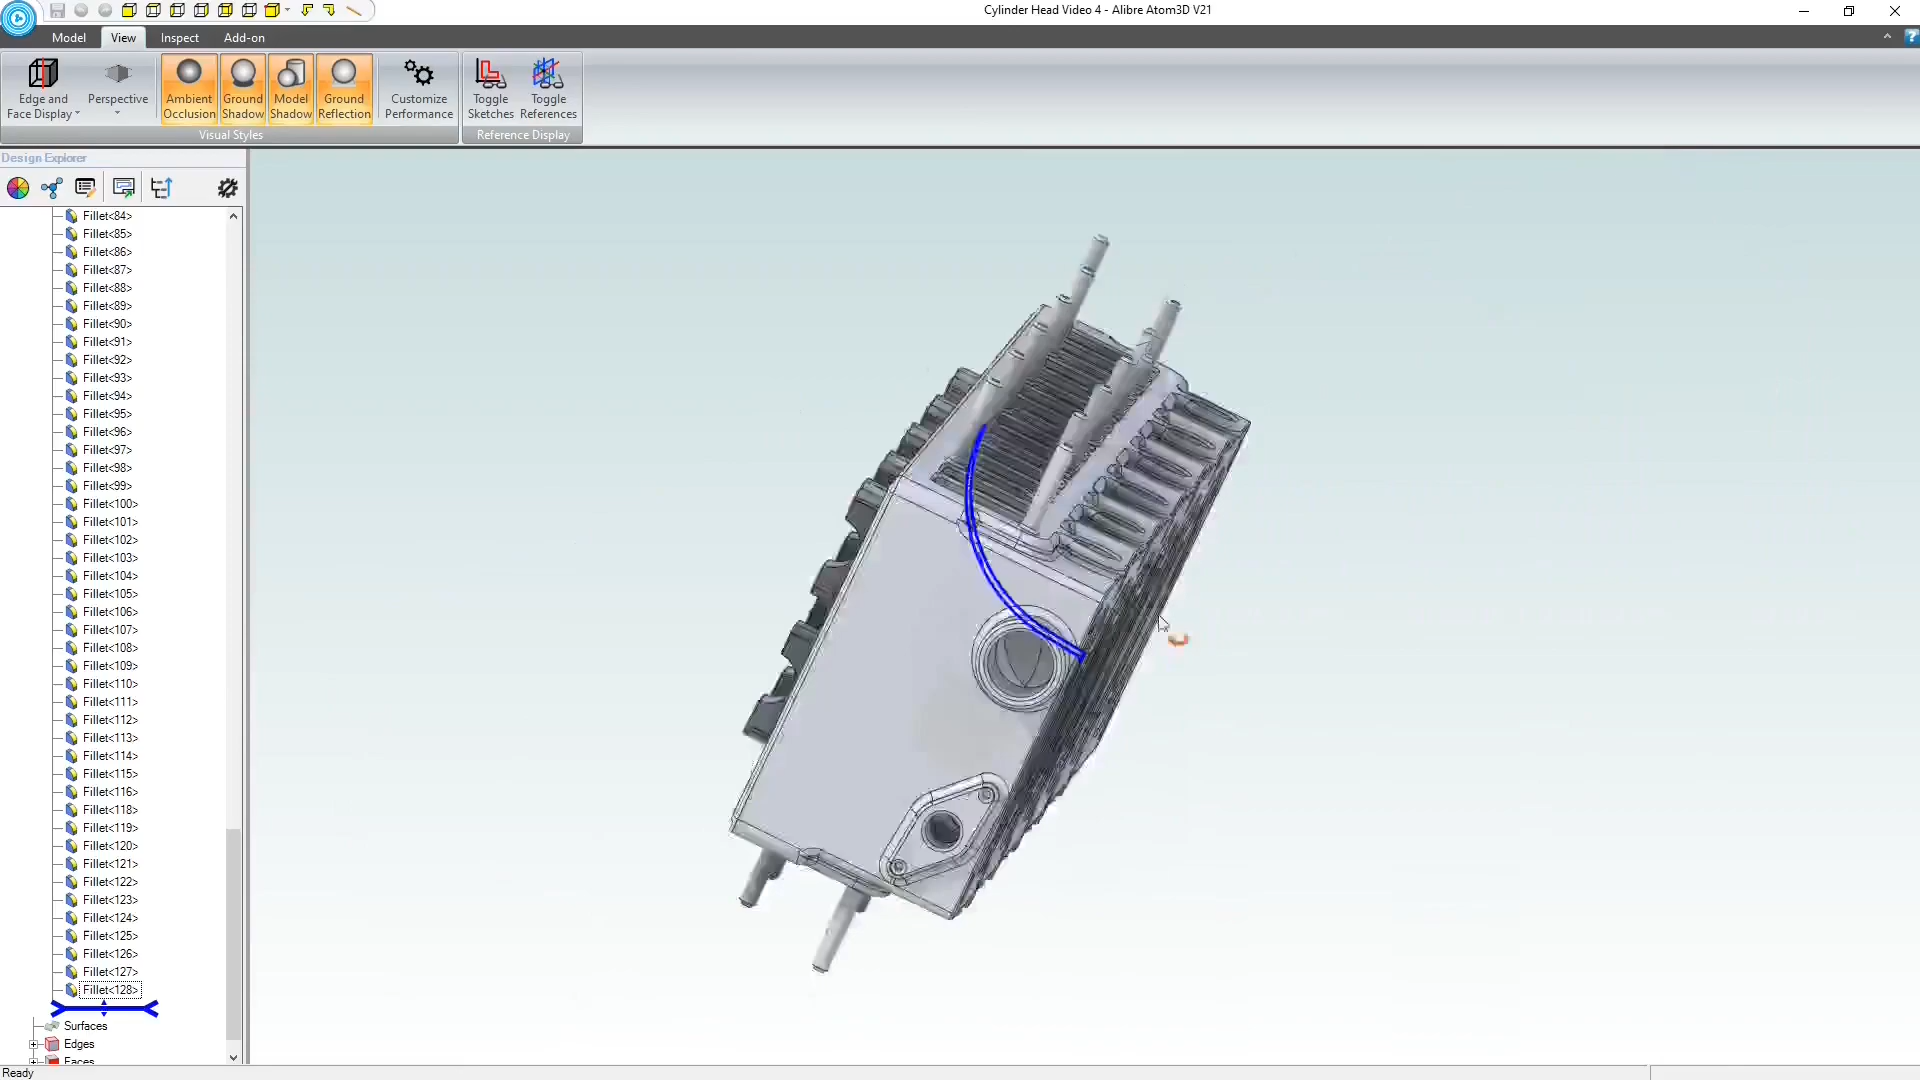 Cylinder Head Video 4 - Alibre Atom3D V21
Model View Inspect Add-on
Edge and Face Display
Perspective
Ambient Occlusion
Ground Shadow
Model Shadow
Ground Reflection
Customize Performance
Toggle Sketches
Toggle References
Visual Styles
Reference Display
Design Explorer
Fillet<84>
Fillet<85>
Fillet<86>
Fillet<87>
Fillet<88>
Fillet<89>
Fillet<90>
Fillet<91>
Fillet<92>
Fillet<93>
Fillet<94>
Fillet<95>
Fillet<96>
Fillet<97>
Fillet<98>
Fillet<99>
Fillet<100>
Fillet<101>
Fillet<102>
Fillet<103>
Fillet<104>
Fillet<105>
Fillet<106>
Fillet<107>
Fillet<108>
Fillet<109>
Fillet<110>
Fillet<111>
Fillet<112>
Fillet<113>
Fillet<114>
Fillet<115>
Fillet<116>
Fillet<118>
Fillet<119>
Fillet<120>
Fillet<121>
Fillet<122>
Fillet<123>
Fillet<124>
Fillet<125>
Fillet<126>
Fillet<127>
Fillet<128>
Surfaces
Edges
Faces
Ready